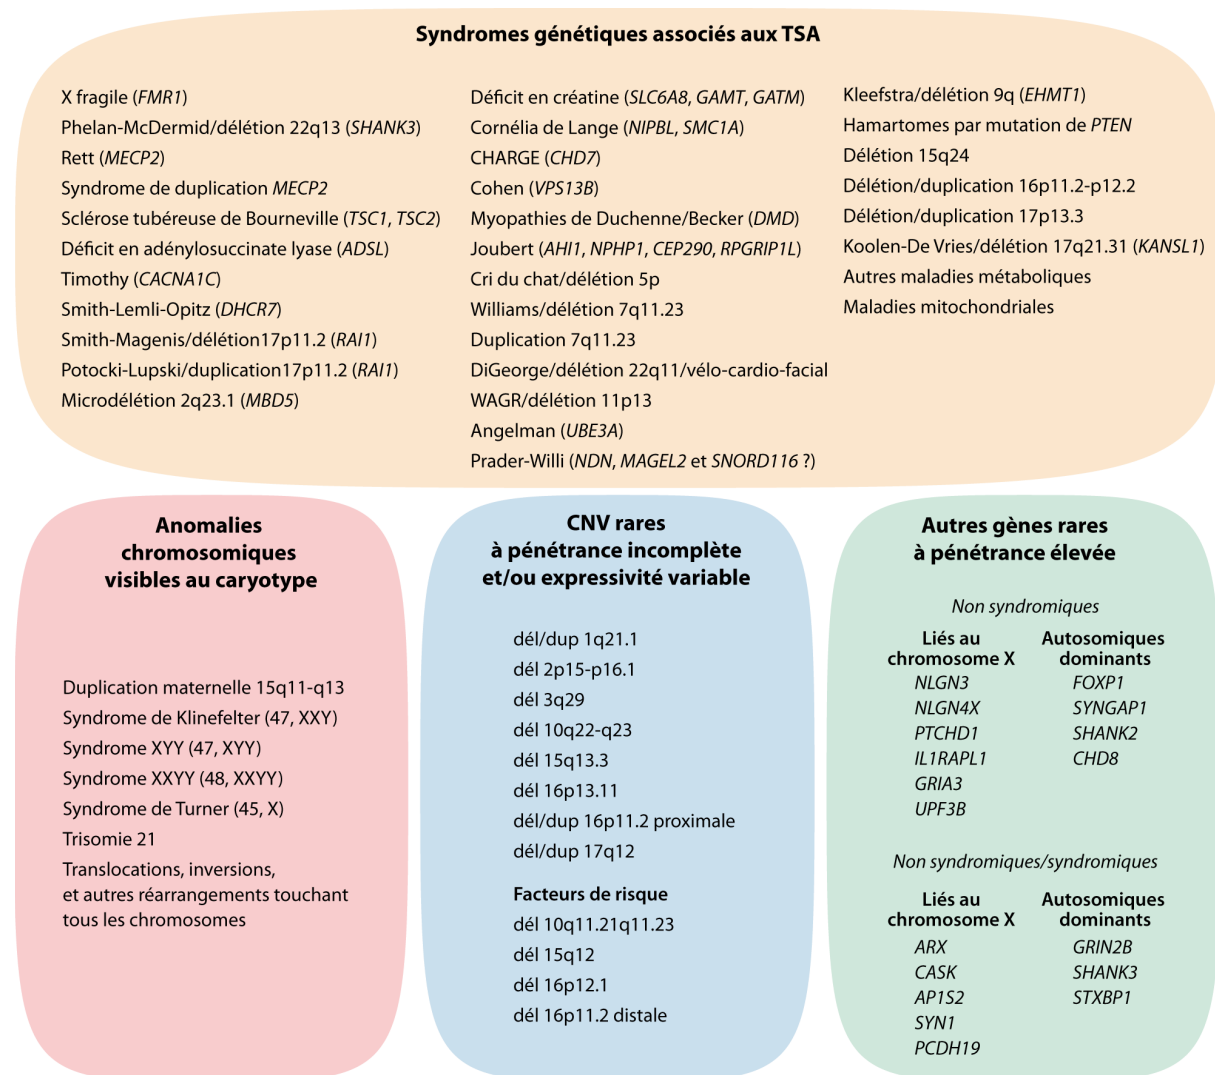 Syndromes génétiques associés aux TSA
X fragile (FMR1)
Phelan-McDermid/délétion 22q13 (SHANK3)
Rett (MECP2)
Syndrome de duplication MECP2
Sclérose tubéreuse de Bourneville (TSC1, TSC2)
Déficit en adénylosuccinate lyase (ADSL)
Timothy (CACNA1C)
Smith-Lemli-Opitz (DHCR7)
Smith-Magenis/délétion17p11.2 (RAI1)
Potocki-Lupski/duplication17p11.2 (RAI1)
Microdélétion 2q23.1 (MBD5)
Déficit en créatine (SLC6A8, GAMT, GATM)
Cornélia de Lange (NIPBL, SMC1A)
CHARGE (CHD7)
Cohen (VPS13B)
Myopathies de Duchenne/Becker (DMD)
Joubert (AHI1, NPHP1, CEP290, RPGRIP1L)
Cri du chat/délétion 5p
Williams/délétion 7q11.23
Duplication 7q11.23
DiGeorge/délétion 22q11/vélo-cardio-facial
WAGR/délétion 11p13
Angelman (UBE3A)
Prader-Willi (NDN, MAGEL2 et SNORD116 ?)
Kleefstra/délétion 9q (EHMT1)
Hamartomes par mutation de PTEN
Délétion 15q24
Délétion/duplication 16p11.2-p12.2
Délétion/duplication 17p13.3
Koolen-De Vries/délétion 17q21.31 (KANSL1)
Autres maladies métaboliques
Maladies mitochondriales
Anomalies
chromosomiques
visibles au caryotype
Duplication maternelle 15q11-q13
Syndrome de Klinefelter (47, XXY)
Syndrome XYY (47, XYY)
Syndrome XXYY (48, XXYY)
Syndrome de Turner (45, X)
Trisomie 21
Translocations, inversions,
et autres réarrangements touchant
tous les chromosomes
CNV rares
à pénétrance incomplète
et/ou expressivité variable
dél/dup 1q21.1
dél 2p15-p16.1
dél 3q29
dél 10q22-q23
dél 15q13.3
dél 16p13.11
dél/dup 16p11.2 proximale
dél/dup 17q12
Facteurs de risque
dél 10q11.21q11.23
dél 15q12
dél 16p12.1
dél 16p11.2 distale
Autres gènes rares
à pénétrance élevée
Non syndromiques
Liés au
chromosome X
NLGN3
NLGN4X
PTCHD1
IL1RAPL1
GRIA3
UPF3B
Autosomiques
dominants
FOXP1
SYNGAP1
SHANK2
CHD8
Non syndromiques/syndromiques
Liés au
chromosome X
ARX
CASK
AP1S2
SYN1
PCDH19
Autosomiques
dominants
GRIN2B
SHANK3
STXBP1